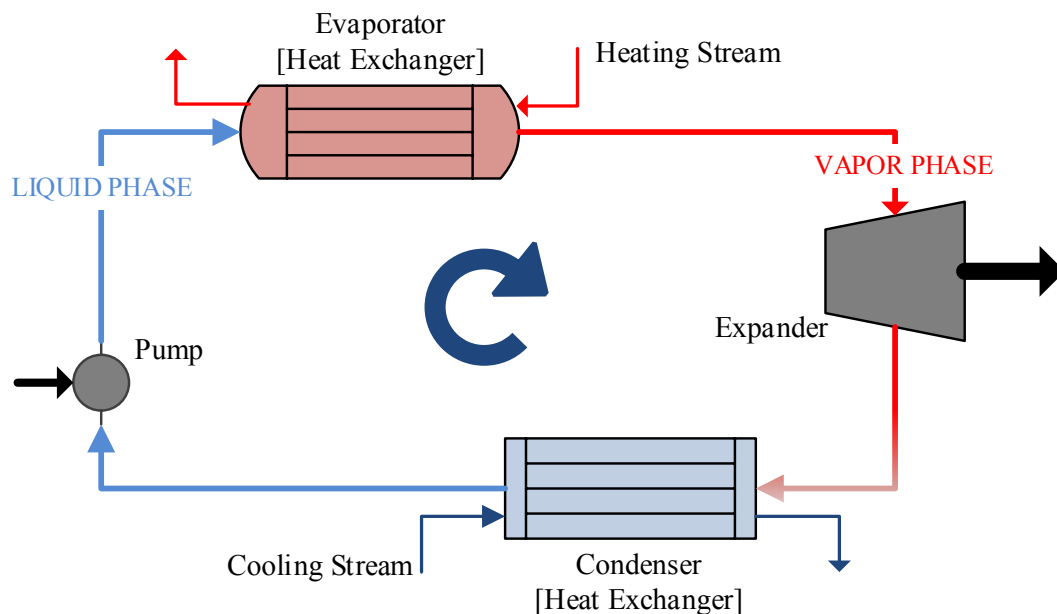 Evaporator
[Heat Exchanger]
Heating Stream
LIQUID PHASE
VAPOR PHASE
Expander
Pump
Cooling Stream
Condenser
[Heat Exchanger]